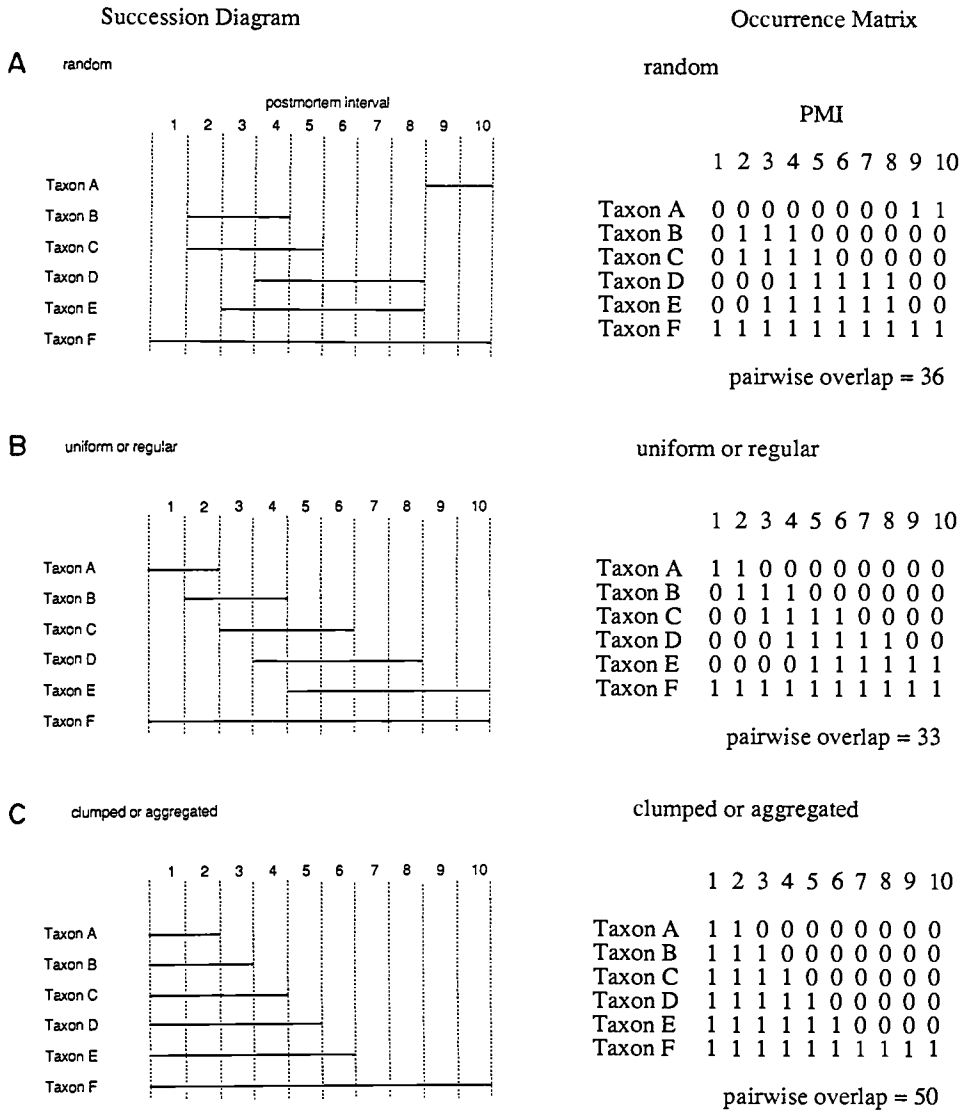 Succession Diagram
Occurrence Matrix
A random
random
postmortem interval
1 2 3 4 5 6 7 8 9 10
Taxon A
Taxon B
Taxon C
Taxon D
Taxon E
Taxon F
PMI
1 2 3 4 5 6 7 8 9 10
Taxon A 0 0 0 0 0 0 0 0 1 1
Taxon B 0 1 1 1 0 0 0 0 0 0
Taxon C 0 1 1 1 1 0 0 0 0 0
Taxon D 0 0 0 1 1 1 1 1 0 0
Taxon E 0 0 1 1 1 1 1 1 0 0
Taxon F 1 1 1 1 1 1 1 1 1 1
pairwise overlap = 36
B uniform or regular
uniform or regular
1 2 3 4 5 6 7 8 9 10
Taxon A
Taxon B
Taxon C
Taxon D
Taxon E
Taxon F
1 2 3 4 5 6 7 8 9 10
Taxon A 1 1 0 0 0 0 0 0 0 0
Taxon B 0 1 1 1 0 0 0 0 0 0
Taxon C 0 0 1 1 1 1 0 0 0 0
Taxon D 0 0 0 1 1 1 1 1 0 0
Taxon E 0 0 0 0 1 1 1 1 1 1
Taxon F 1 1 1 1 1 1 1 1 1 1
pairwise overlap = 33
C clumped or aggregated
clumped or aggregated
1 2 3 4 5 6 7 8 9 10
Taxon A
Taxon B
Taxon C
Taxon D
Taxon E
Taxon F
1 2 3 4 5 6 7 8 9 10
Taxon A 1 1 0 0 0 0 0 0 0 0
Taxon B 1 1 1 0 0 0 0 0 0 0
Taxon C 1 1 1 1 0 0 0 0 0 0
Taxon D 1 1 1 1 1 0 0 0 0 0
Taxon E 1 1 1 1 1 1 0 0 0 0
Taxon F 1 1 1 1 1 1 1 1 1 1
pairwise overlap = 50